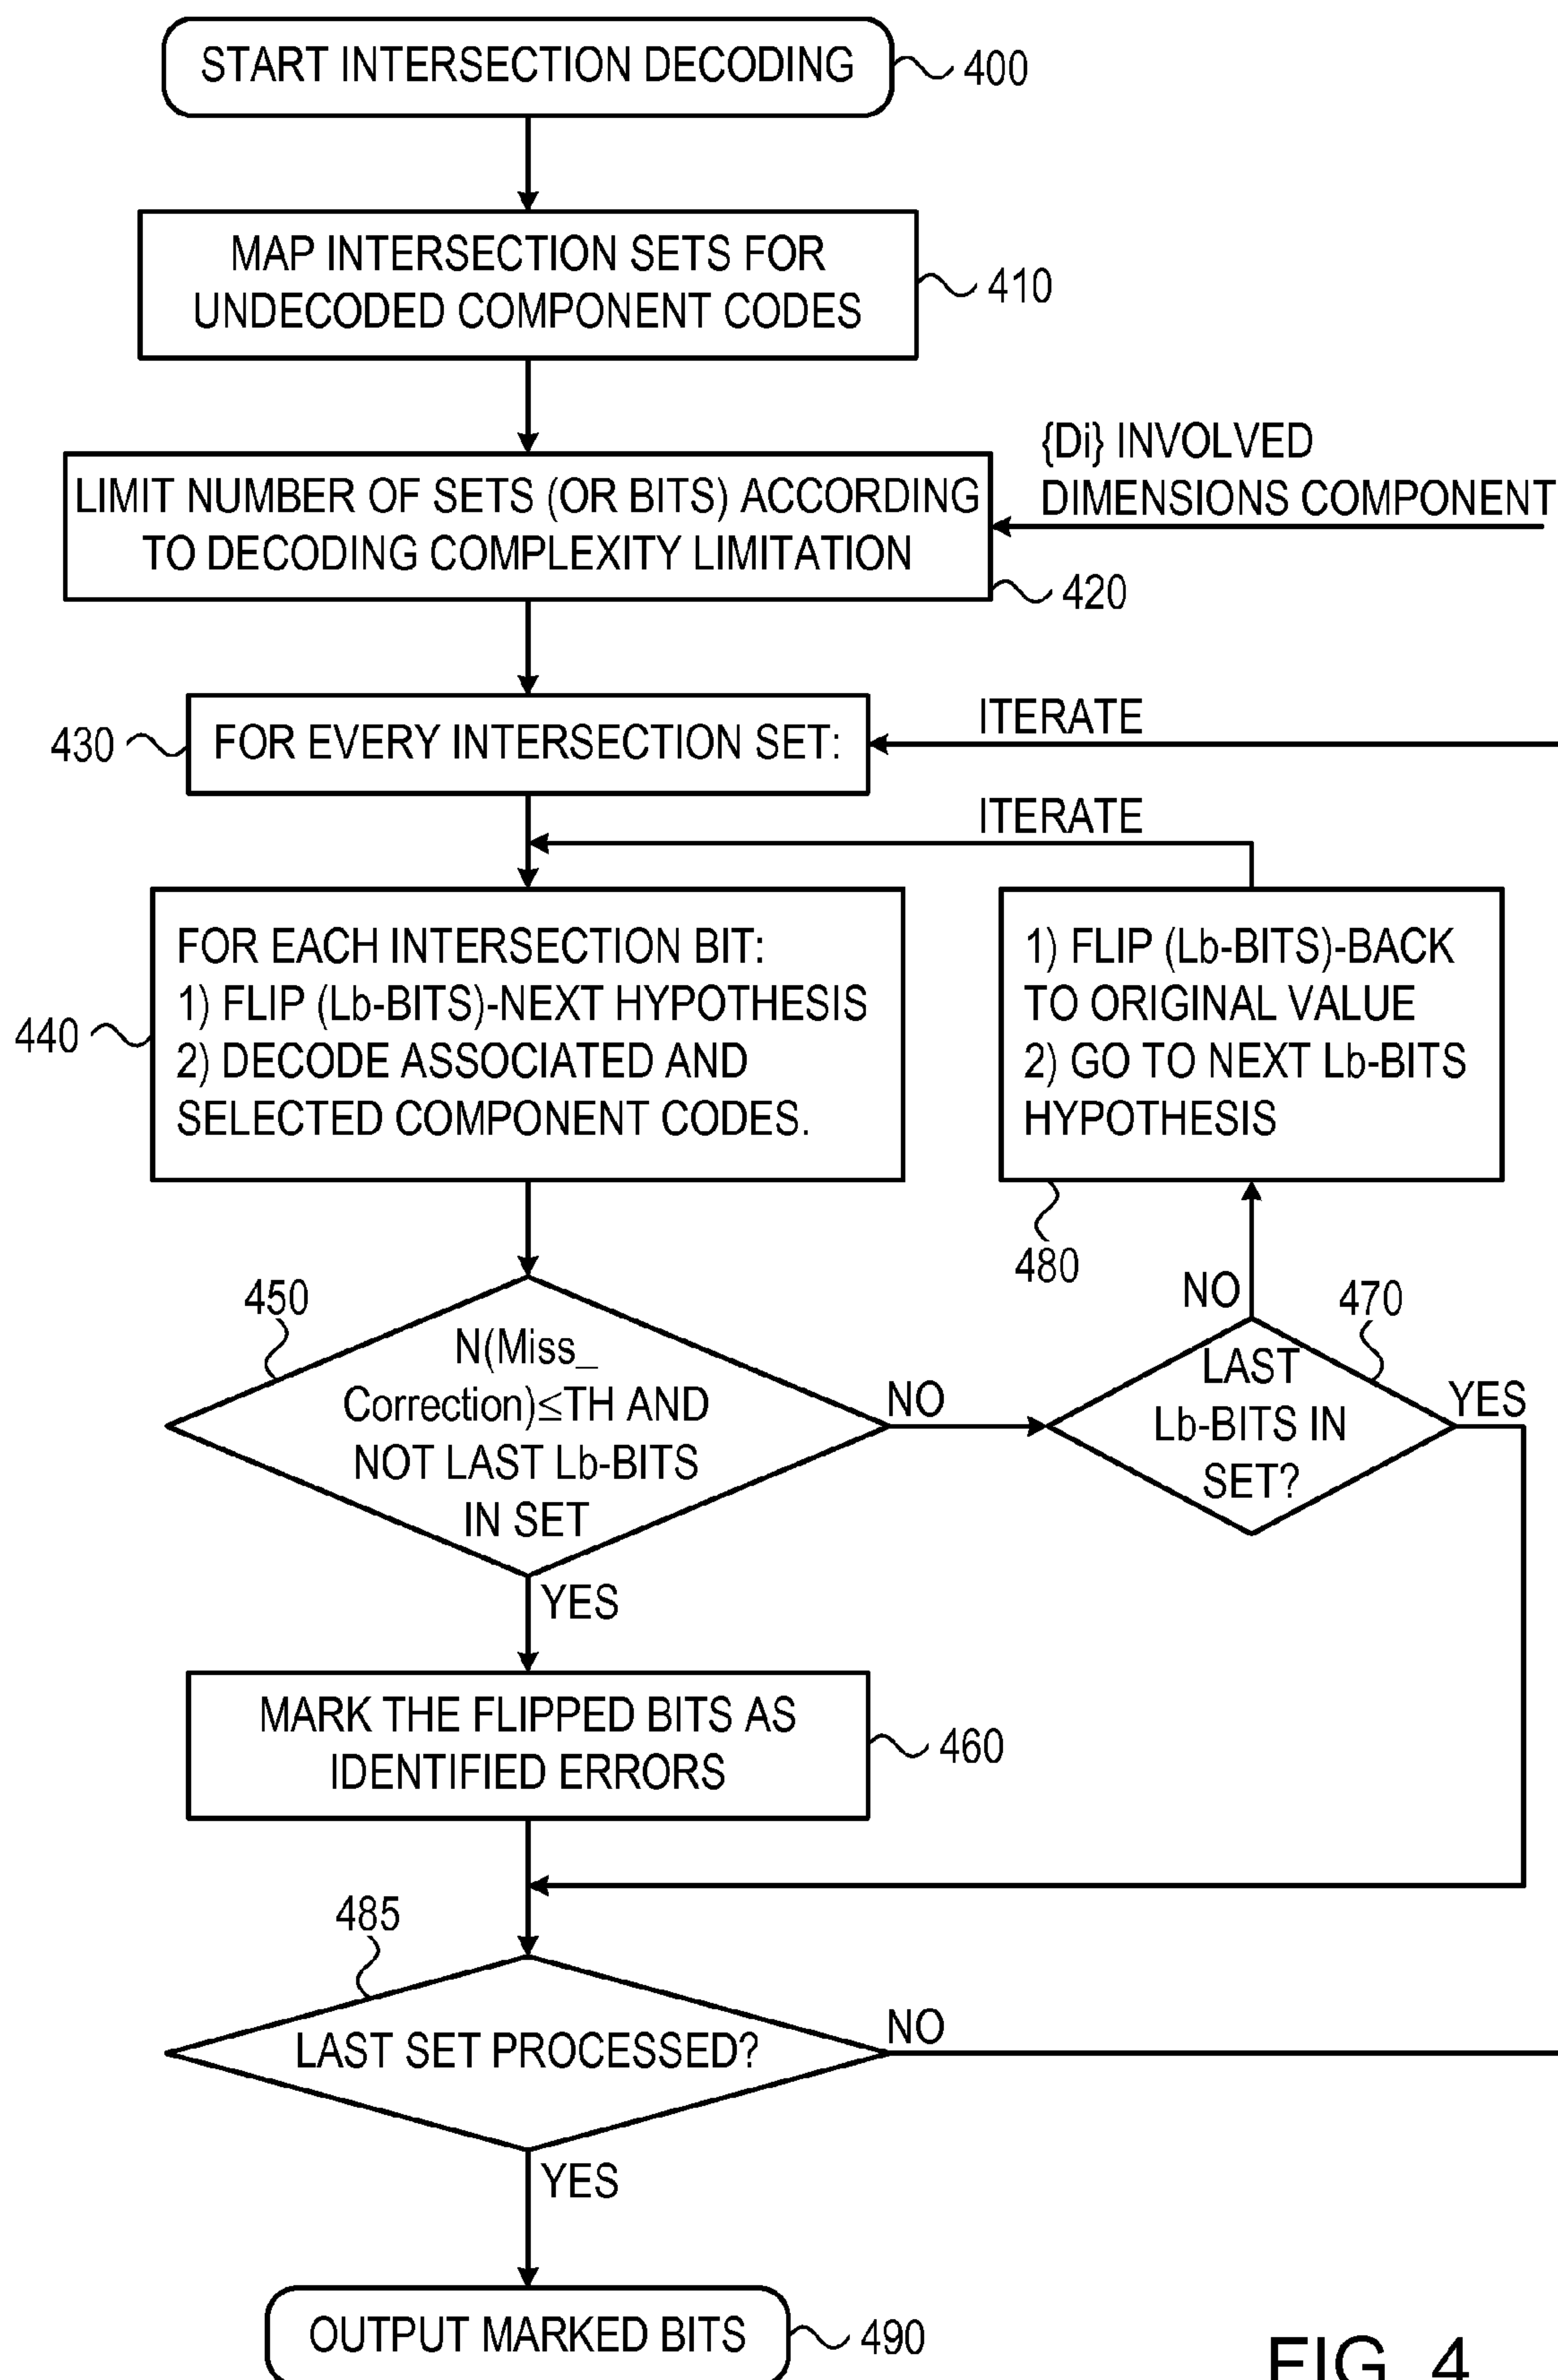 START INTERSECTION DECODING
400
MAP INTERSECTION SETS FOR
UNDECODED COMPONENT CODES
410
{Di} INVOLVED
DIMENSIONS COMPONENT
LIMIT NUMBER OF SETS (OR BITS) ACCORDING
TO DECODING COMPLEXITY LIMITATION
420
430
FOR EVERY INTERSECTION SET:
ITERATE
ITERATE
440
FOR EACH INTERSECTION BIT:
1) FLIP (Lb-BITS)-NEXT HYPOTHESIS
2) DECODE ASSOCIATED AND
SELECTED COMPONENT CODES.
1) FLIP (Lb-BITS)-BACK
TO ORIGINAL VALUE
2) GO TO NEXT Lb-BITS
HYPOTHESIS
480
450
N(Miss_
Correction)≤TH AND
NOT LAST Lb-BITS
IN SET
NO
NO
470
LAST
Lb-BITS IN
SET?
YES
YES
MARK THE FLIPPED BITS AS
IDENTIFIED ERRORS
460
485
LAST SET PROCESSED?
NO
YES
OUTPUT MARKED BITS
490
FIG. 4